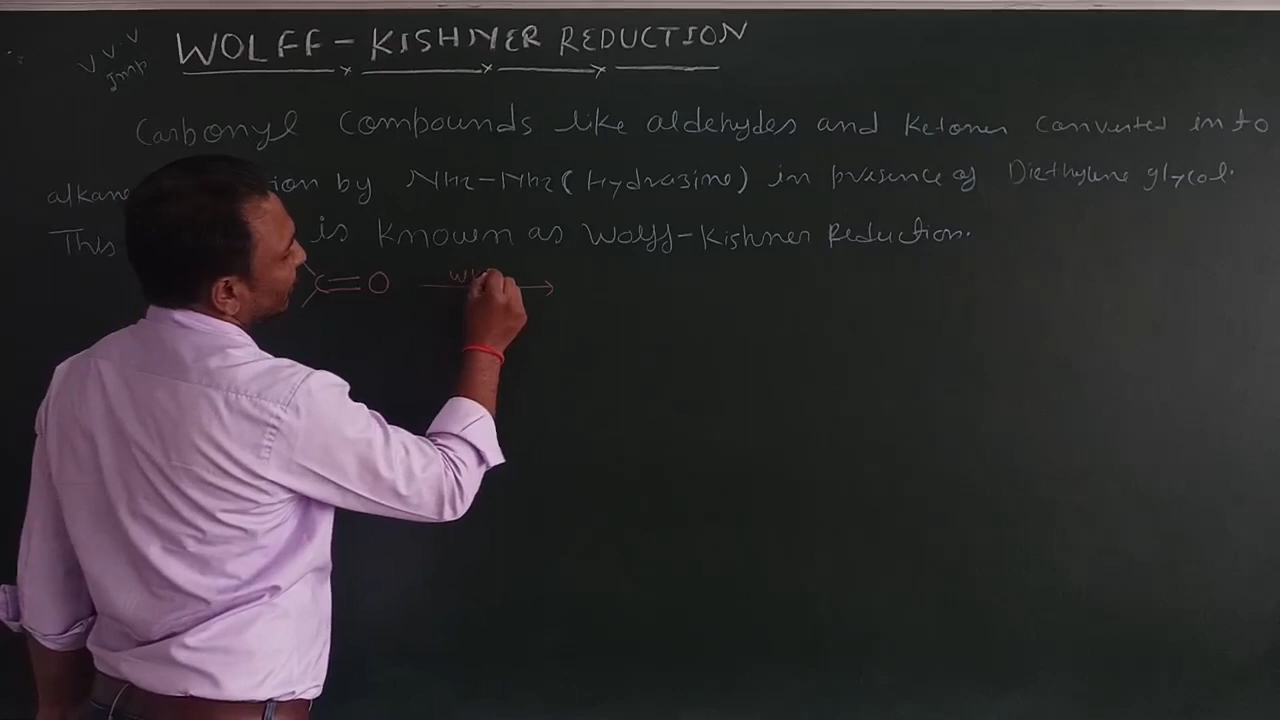 V V V
Imp
WOLFF - KISHNER REDUCTION
Carbonyl compounds like aldehydes and Ketones converted into
alkane by NH2-NH2 (Hydrazine) in presence of Diethylene glycol.
This is known as Wolff-Kishner Reduction.
C=O